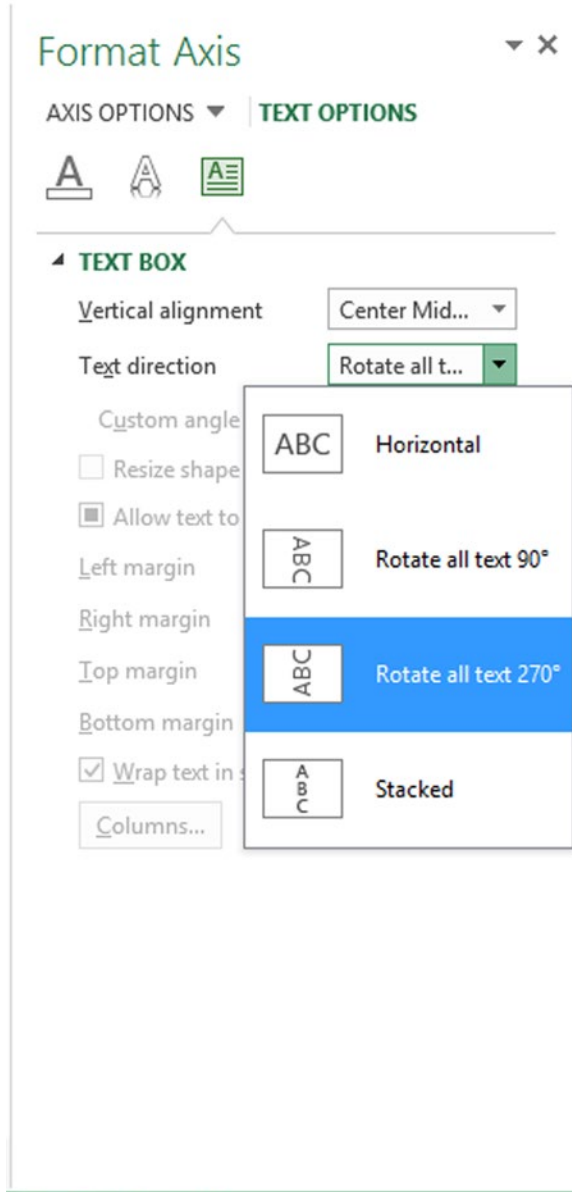 Format Axis
AXIS OPTIONS TEXT OPTIONS
A A A
TEXT BOX
Vertical alignment Center Mid...
Text direction Rotate all t...
Custom angle
ABC Horizontal
Resize shape
Allow text to
ABC Rotate all text 90°
Left margin
Right margin
Top margin
ABC Rotate all text 270°
Bottom margin
Wrap text in
ABC Stacked
Columns...